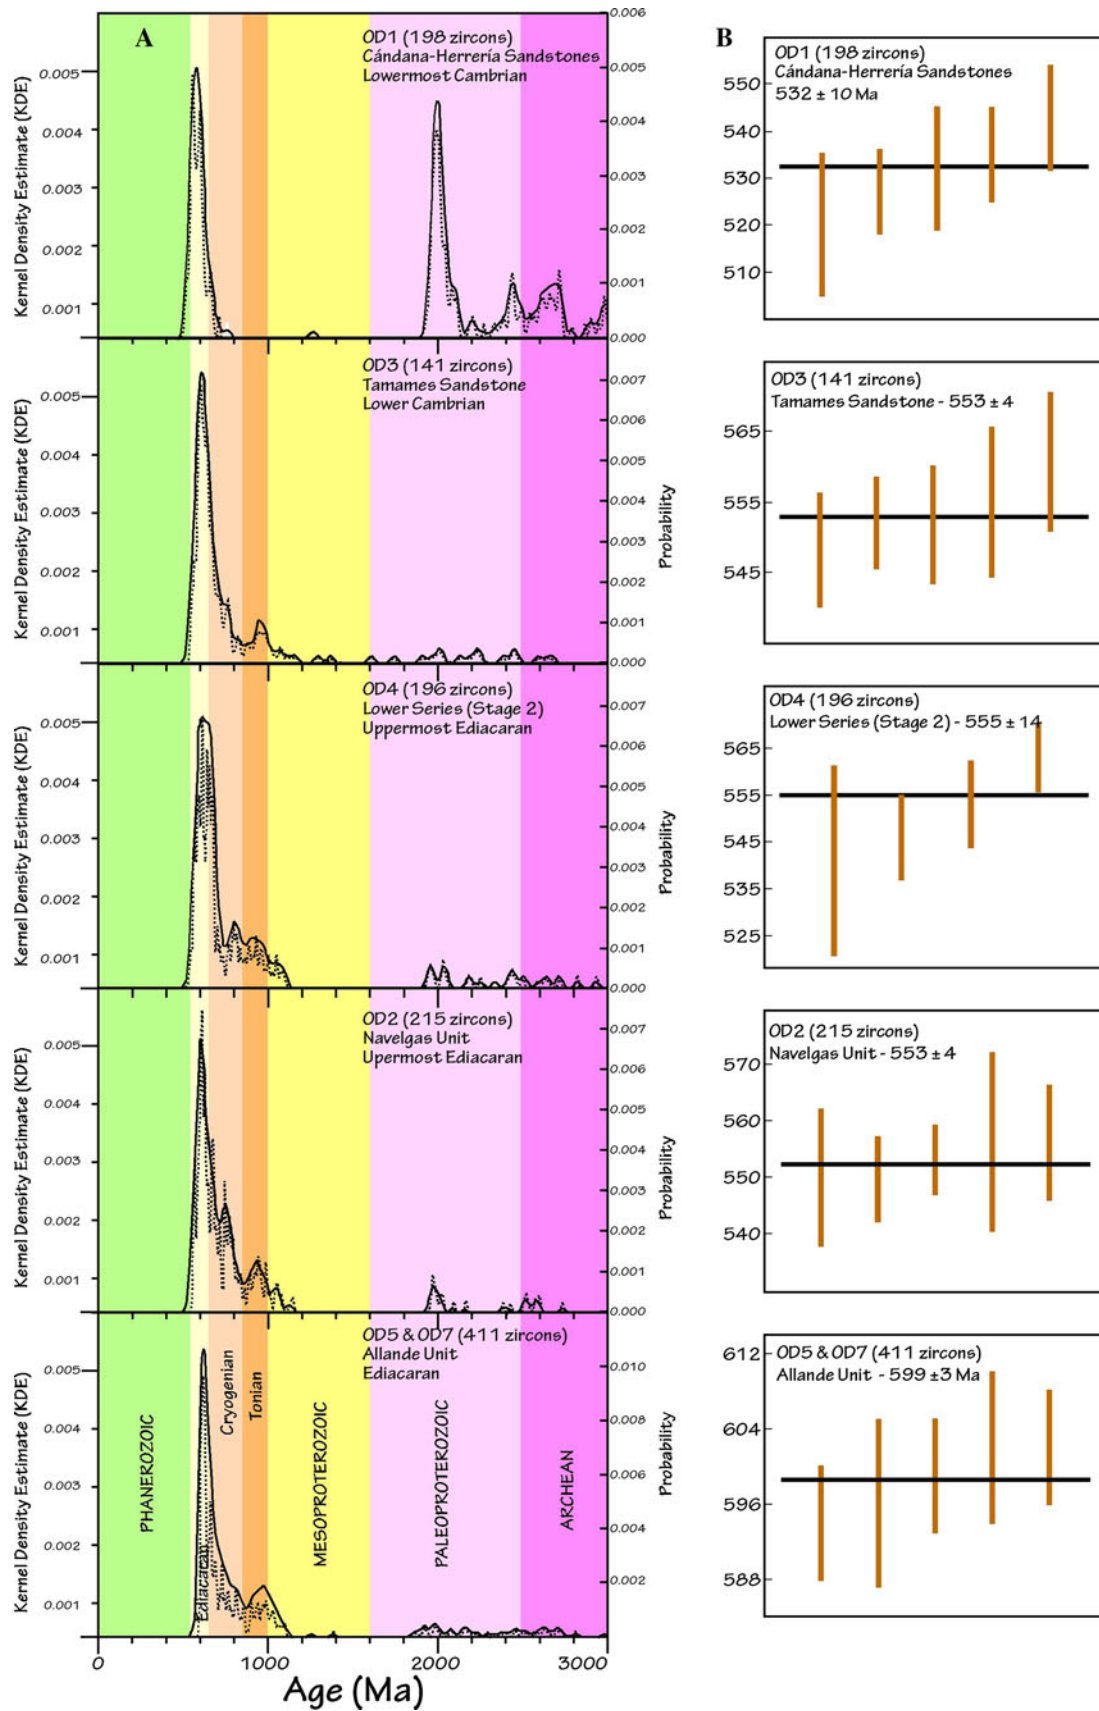 A
OD1 (198 zircons)
Cándana-Herrería Sandstones
Lowermost Cambrian
Kernel Density Estimate (KDE)
0.005
0.004
0.003
0.002
0.001
0.006
0.005
0.004
0.003
0.002
0.001
0.000
OD3 (141 zircons)
Tamames Sandstone
Lower Cambrian
Kernel Density Estimate (KDE)
0.005
0.004
0.003
0.002
0.001
0.007
0.006
0.005
0.004
0.003
0.002
0.001
0.000
Probability
OD4 (196 zircons)
Lower Series (Stage 2)
Uppermost Ediacaran
Kernel Density Estimate (KDE)
0.005
0.004
0.003
0.002
0.001
0.007
0.006
0.005
0.004
0.003
0.002
0.001
0.000
Probability
OD2 (215 zircons)
Navelgas Unit
Upermost Ediacaran
Kernel Density Estimate (KDE)
0.005
0.004
0.003
0.002
0.001
0.007
0.006
0.005
0.004
0.003
0.002
0.001
0.000
Probability
OD5 & OD7 (411 zircons)
Allande Unit
Ediacaran
Kernel Density Estimate (KDE)
0.005
0.004
0.003
0.002
0.001
0.010
0.008
0.006
0.004
0.002
Probability
PHANEROZOIC
Ediacaran
Cryogenian
Tonian
MESOPROTEROZOIC
PALEOPROTEROZOIC
ARCHEAN
0 1000 2000 3000
Age (Ma)
B
OD1 (198 zircons)
Cándana-Herrería Sandstones
532 ± 10 Ma
550
540
530
520
510
OD3 (141 zircons)
Tamames Sandstone - 553 ± 4
565
555
545
OD4 (196 zircons)
Lower Series (Stage 2) - 555 ± 14
565
555
545
535
525
OD2 (215 zircons)
Navelgas Unit - 553 ± 4
570
560
550
540
OD5 & OD7 (411 zircons)
Allande Unit - 599 ±3 Ma
612
604
596
588